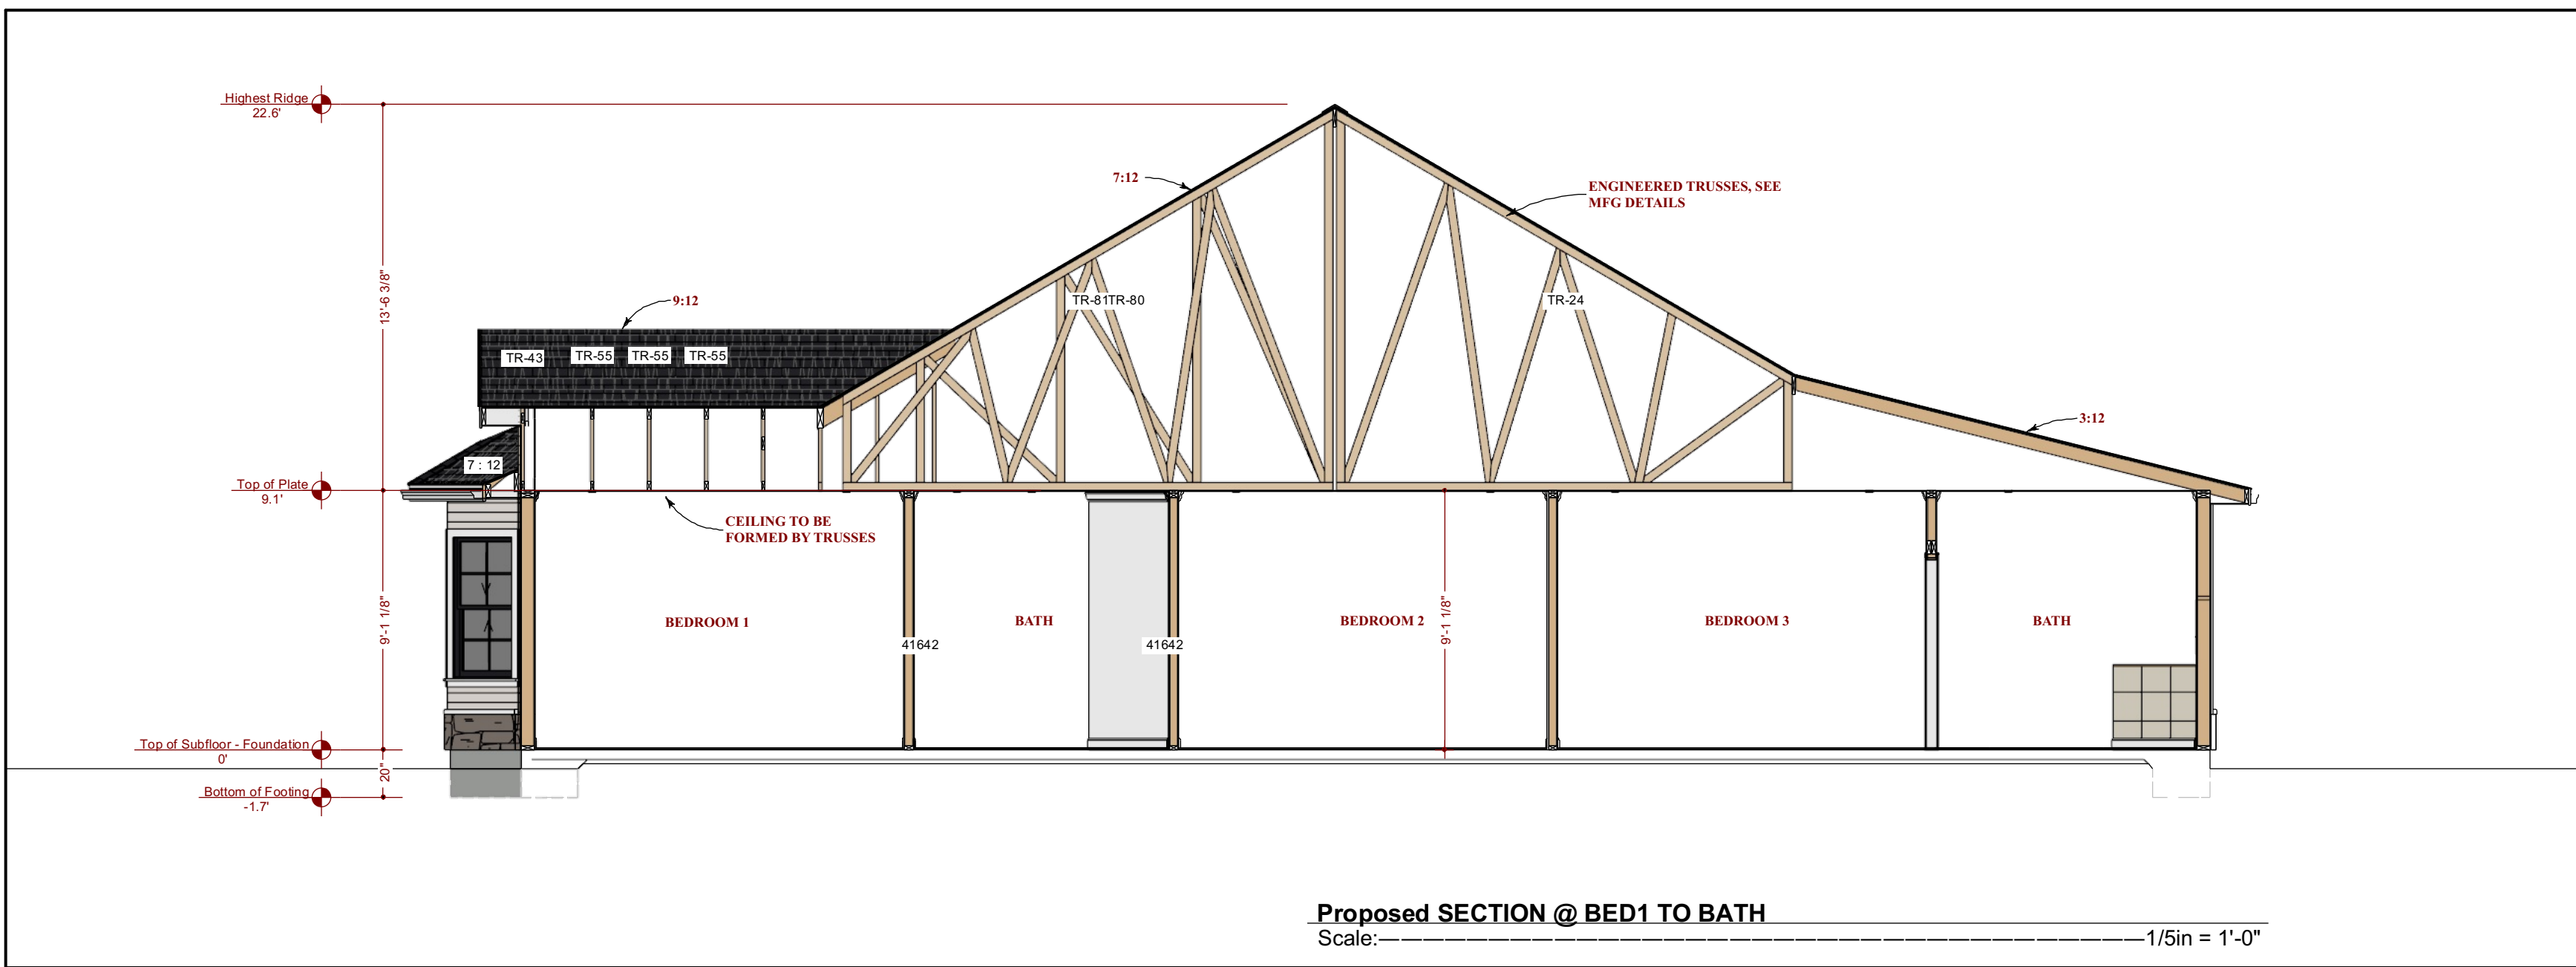 Highest Ridge
22.6'
13'-6 3/8"
7:12
ENGINEERED TRUSSES, SEE
MFG DETAILS
9:12
TR-81TR-80
TR-24
TR-43
TR-55
TR-55
TR-55
3:12
7 : 12
Top of Plate
9.1'
CEILING TO BE
FORMED BY TRUSSES
9'-1 1/8"
BEDROOM 1
BATH
BEDROOM 2
9'-1 1/8"
BEDROOM 3
BATH
41642
41642
Top of Subfloor - Foundation
0'
20"
Bottom of Footing
-1.7'
Proposed SECTION @ BED1 TO BATH
Scale:————————————————————————————————————1/5in = 1'-0"